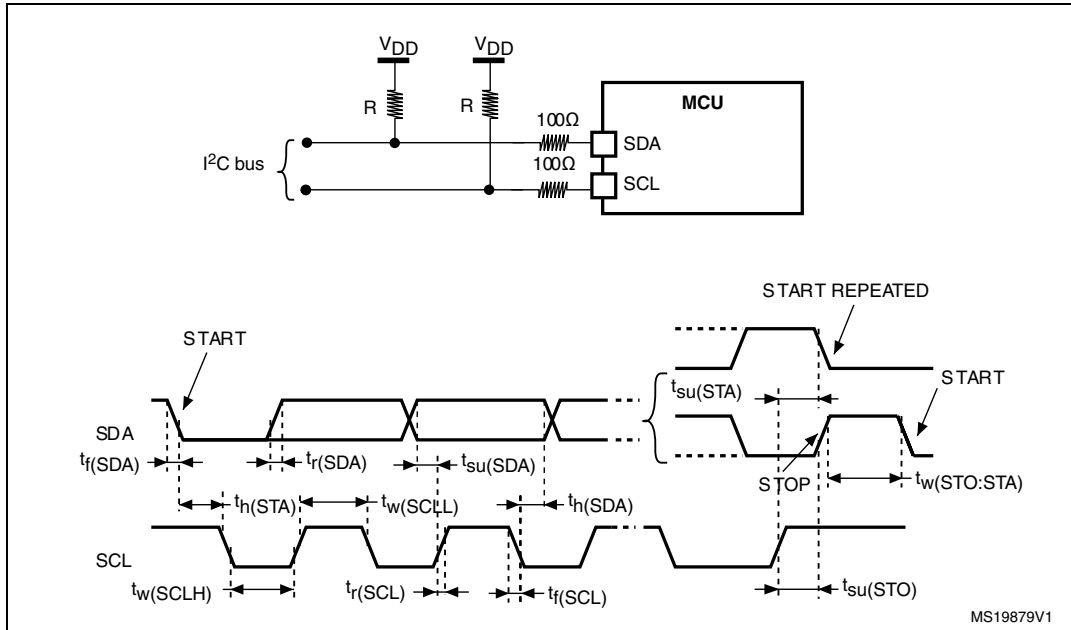 VDD VDD
R R
MCU
100Ω
SDA
100Ω
SCL
I²C bus
START REPEATED
START
START
tsu(STA)
SDA
tf(SDA) tr(SDA) tsu(SDA)
STOP
tw(STO:STA)
th(STA) tw(SCLL) th(SDA)
SCL
tw(SCLH) tr(SCL) tf(SCL) tsu(STO)
MS19879V1